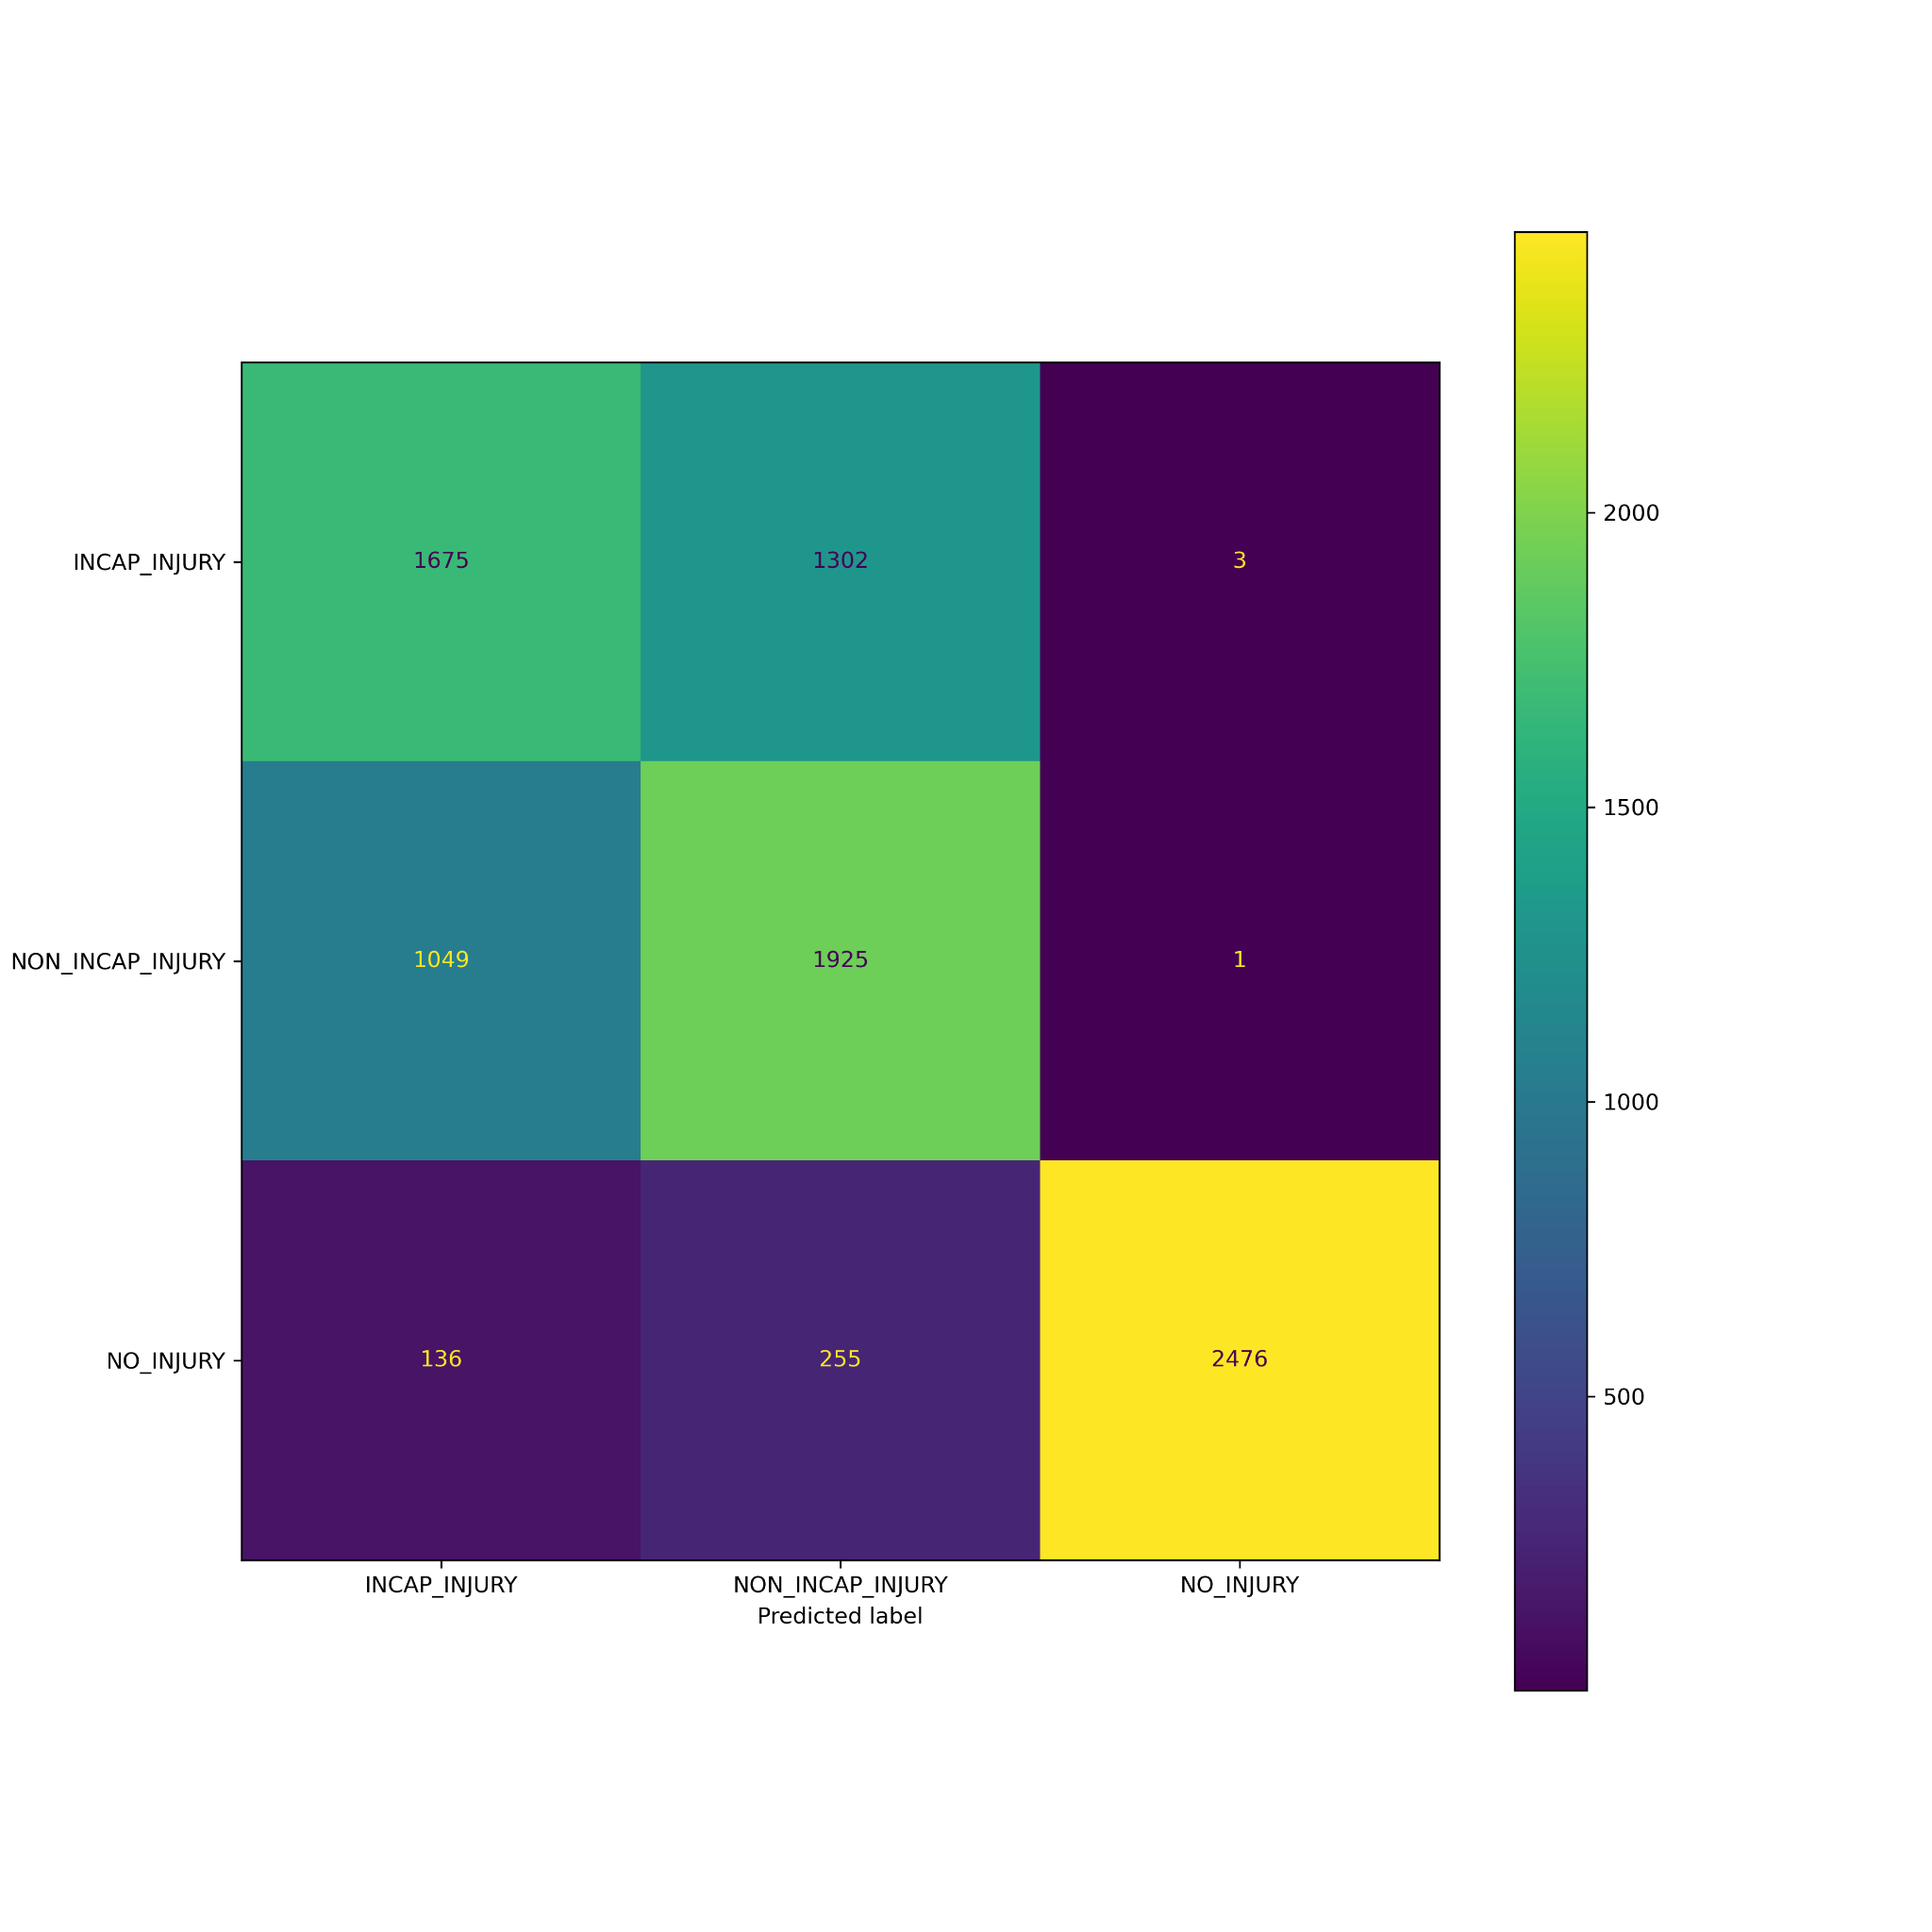 2000
INCAP_INJURY 1675 1302 3
1500
NON_INCAP_INJURY 1049 1925 1
1000
NO_INJURY 136 255 2476
500
INCAP_INJURY NON_INCAP_INJURY NO_INJURY
Predicted label